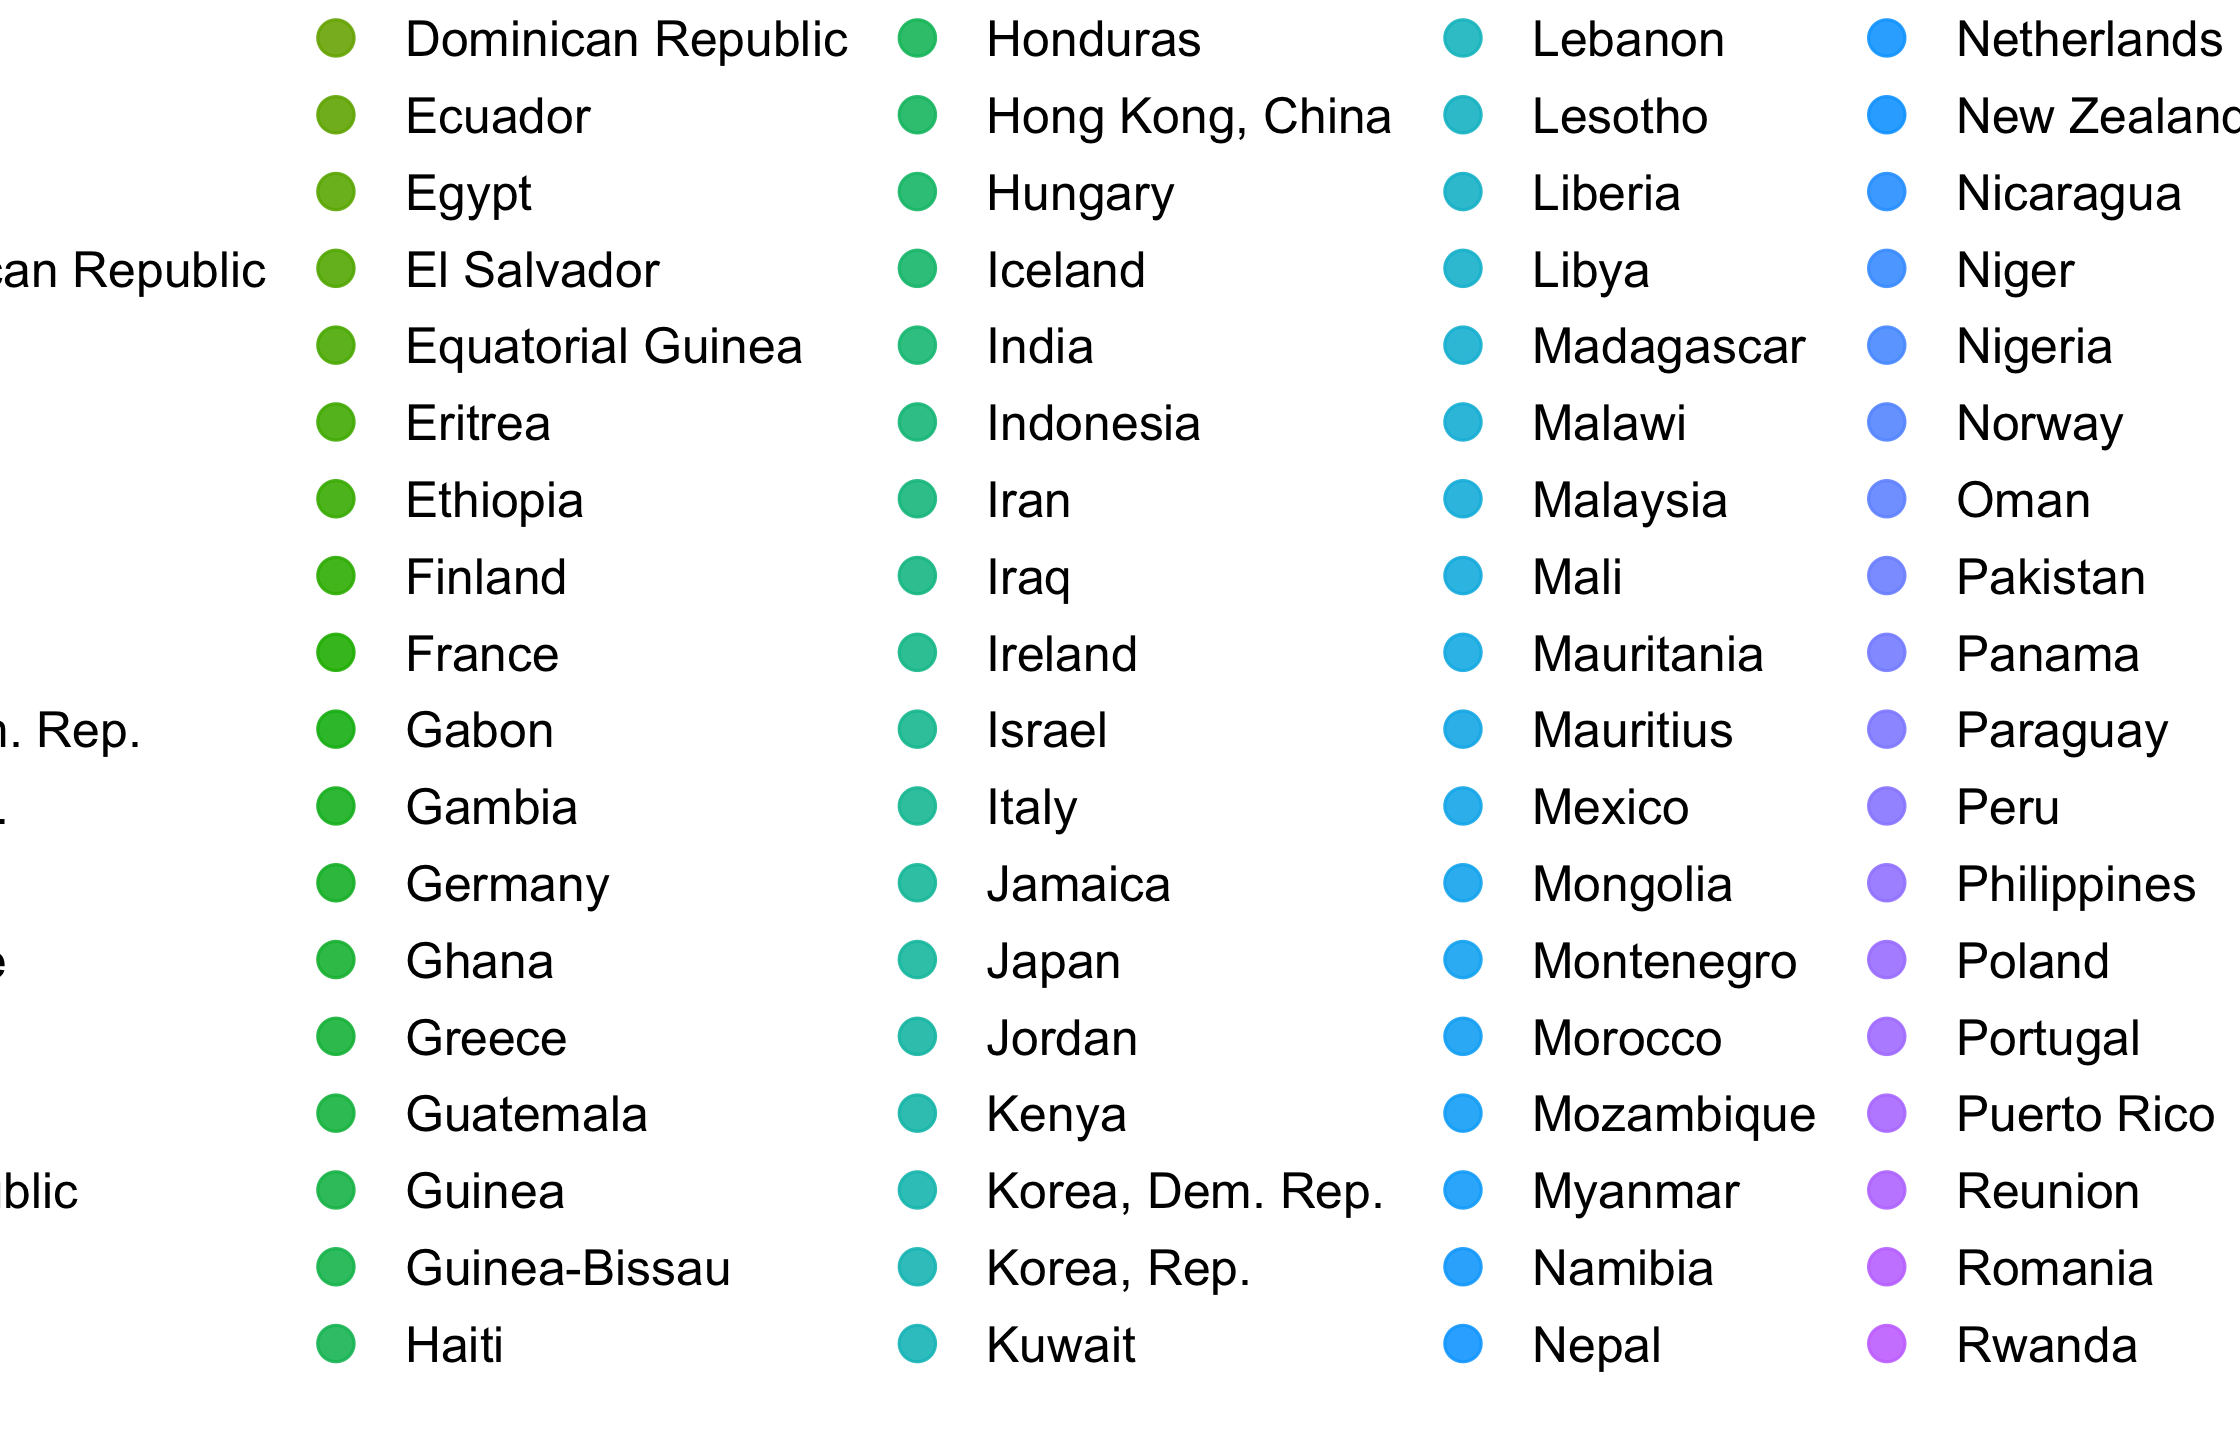 Dominican Republic
Ecuador
Egypt
can Republic
El Salvador
Equatorial Guinea
Eritrea
Ethiopia
Finland
France
Rep.
Gabon
Gambia
Germany
Ghana
Greece
Guatemala
Guinea
Guinea-Bissau
Haiti
Honduras
Hong Kong, China
Hungary
Iceland
India
Indonesia
Iran
Iraq
Ireland
Israel
Italy
Jamaica
Japan
Jordan
Kenya
Korea, Dem. Rep.
Korea, Rep.
Kuwait
Lebanon
Lesotho
Liberia
Libya
Madagascar
Malawi
Malaysia
Mali
Mauritania
Mauritius
Mexico
Mongolia
Montenegro
Morocco
Mozambique
Myanmar
Namibia
Nepal
Netherlands
New Zealand
Nicaragua
Niger
Nigeria
Norway
Oman
Pakistan
Panama
Paraguay
Peru
Philippines
Poland
Portugal
Puerto Rico
Reunion
Romania
Rwanda